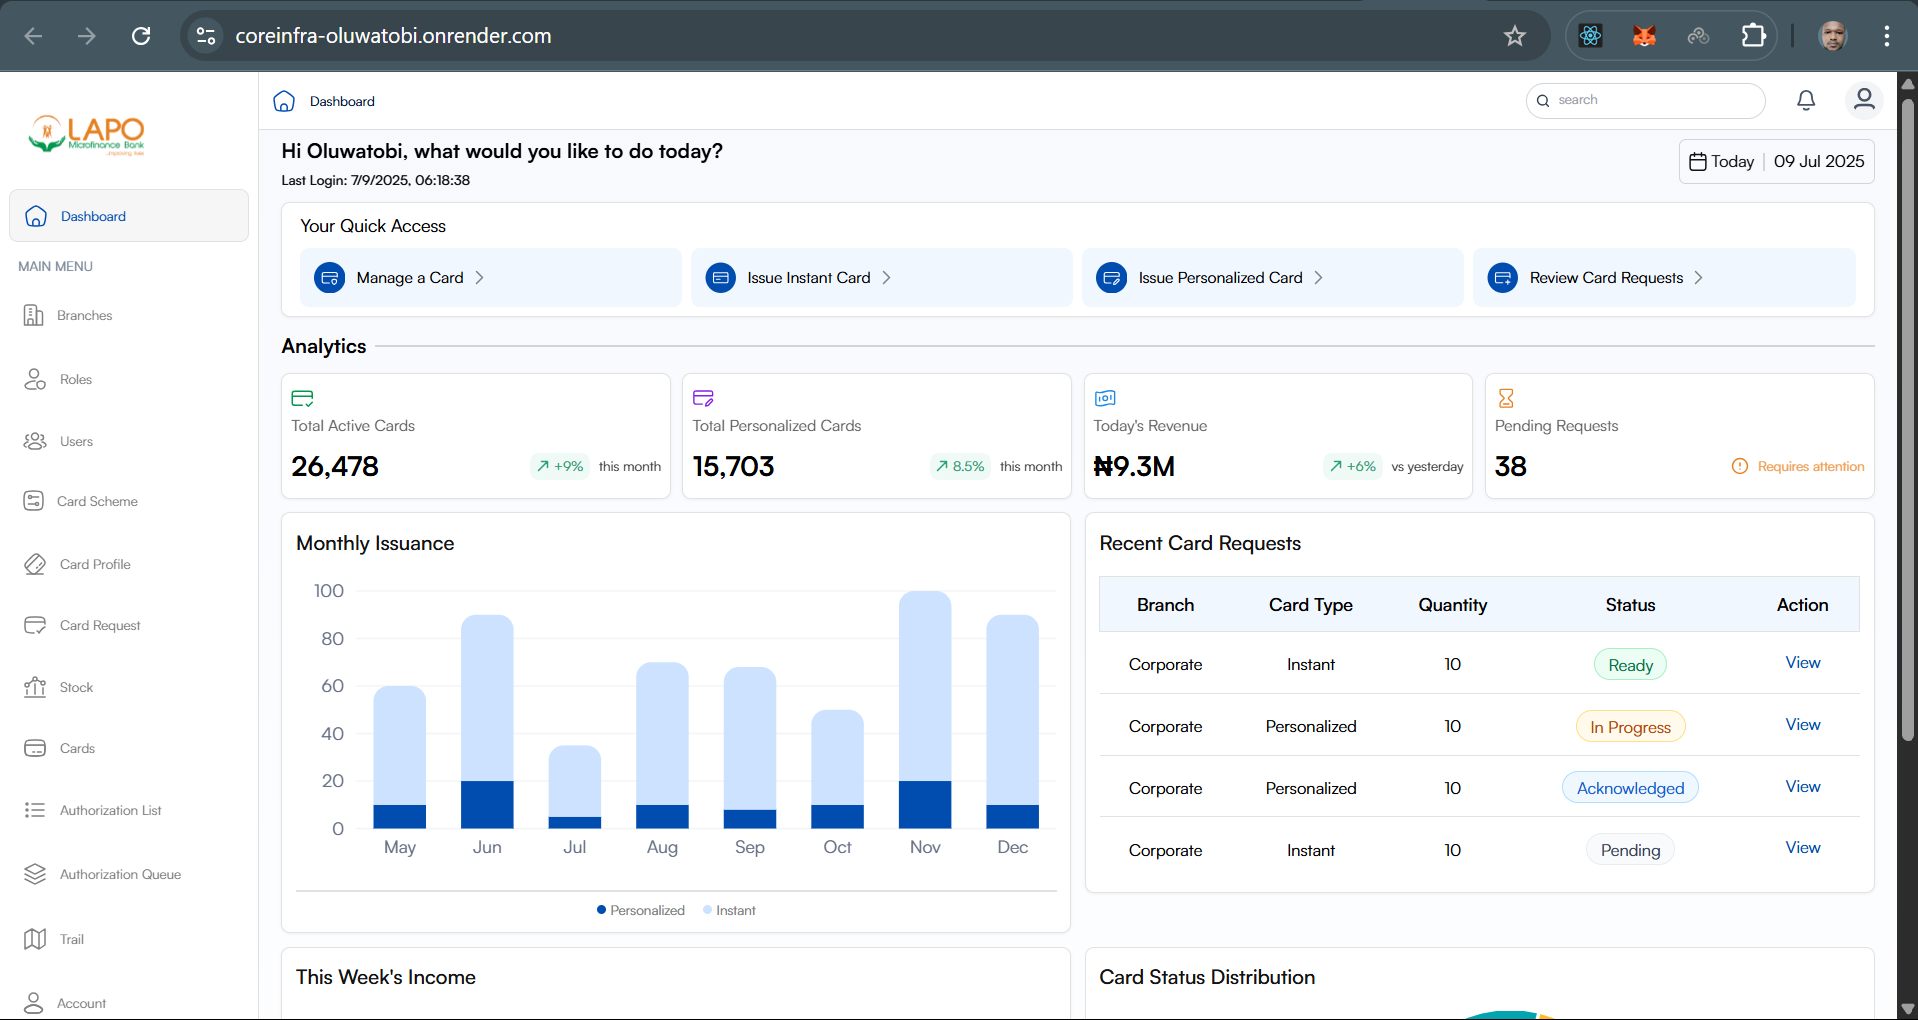 coreinfra-oluwatobi.onrender.com
LAPO
Microfinance Bank
Dashboard
search
Hi Oluwatobi, what would you like to do today?
Last Login: 7/9/2025, 06:18:38
Today
09 Jul 2025
Dashboard
MAIN MENU
Branches
Roles
Users
Card Scheme
Card Profile
Card Request
Stock
Cards
Authorization List
Authorization Queue
Trail
Account
Your Quick Access
Manage a Card
Issue Instant Card
Issue Personalized Card
Review Card Requests
Analytics
Total Active Cards
26,478
+9% this month
Total Personalized Cards
15,703
8.5% this month
Today's Revenue
₦9.3M
+6% vs yesterday
Pending Requests
38
Requires attention
Monthly Issuance
100
80
60
40
20
0
May Jun Jul Aug Sep Oct Nov Dec
Personalized Instant
Recent Card Requests
Branch Card Type Quantity Status Action
Corporate Instant 10 Ready View
Corporate Personalized 10 In Progress View
Corporate Personalized 10 Acknowledged View
Corporate Instant 10 Pending View
This Week's Income
Card Status Distribution